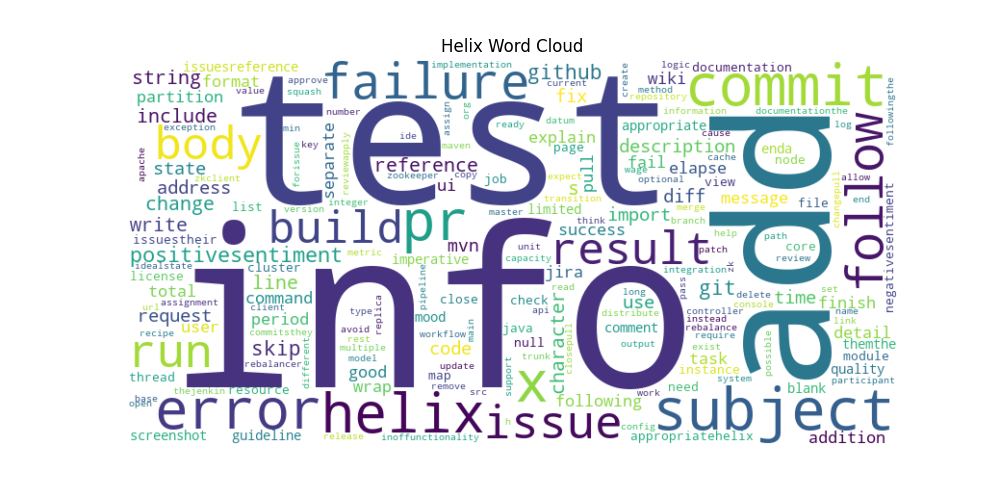 Helix Word Cloud
issuesreference
implementation
logic
documentation
string
format
approve
failure
github
current
create
wiki
method
commit
partition
value
squash
fix
repository
include
number
assign
org
datum
ready
explain
appropriate
information
documentationthe
log
followingthe
body
test
exception
min
key
ide
maven
page
description
cause
enda
node
add
follow
apache
state
zkclient
forissue
separate
reviewapply
reference
zookeeper
copy
ui
job
expect
s
pull
fail
wage
cache
elapse
view
allow
address
change
list
version
integer
transition
optional
diff
message
file
end
changepull
write
build
pr
master
limited
think
import
merge
branch
issuestheir
success
help
path
core
positivesentiment
metric
imperative
mvn
unit
result
patch
review
negativesentiment
idealstate
cluster
capacity
jira
integration
zk
license
line
pipeline
info
pass
git
delete
console
set
total
command
type
replica
close
check
read
api
long
use
time
finish
name
link
assignment
url
client
mood
distribute
controller
request
period
avoid
java
character
comment
instead
rebalance
require
possible
detail
user
commitsthey
workflow
main
null
output
themthe
recipe
run
skip
rest
multiple
code
trunk
closepull
exist
task
module
rebalancer
different
model
update
instance
quality
thread
good
map
remove
support
system
participant
thejenkin
resource
wrap
src
x
following
work
need
blank
base
open
error
helix
issue
h
config
subject
screenshot
guideline
release
inoffunctionality
appropriatehelix
addition